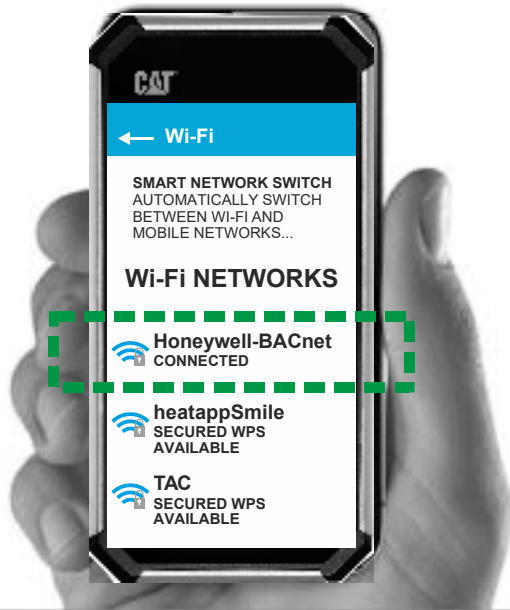 CAT
Wi-Fi
SMART NETWORK SWITCH
AUTOMATICALLY SWITCH
BETWEEN WI-FI AND
MOBILE NETWORKS...
Wi-Fi NETWORKS
Honeywell-BACnet
CONNECTED
heatappSmile
SECURED WPS
AVAILABLE
TAC
SECURED WPS
AVAILABLE